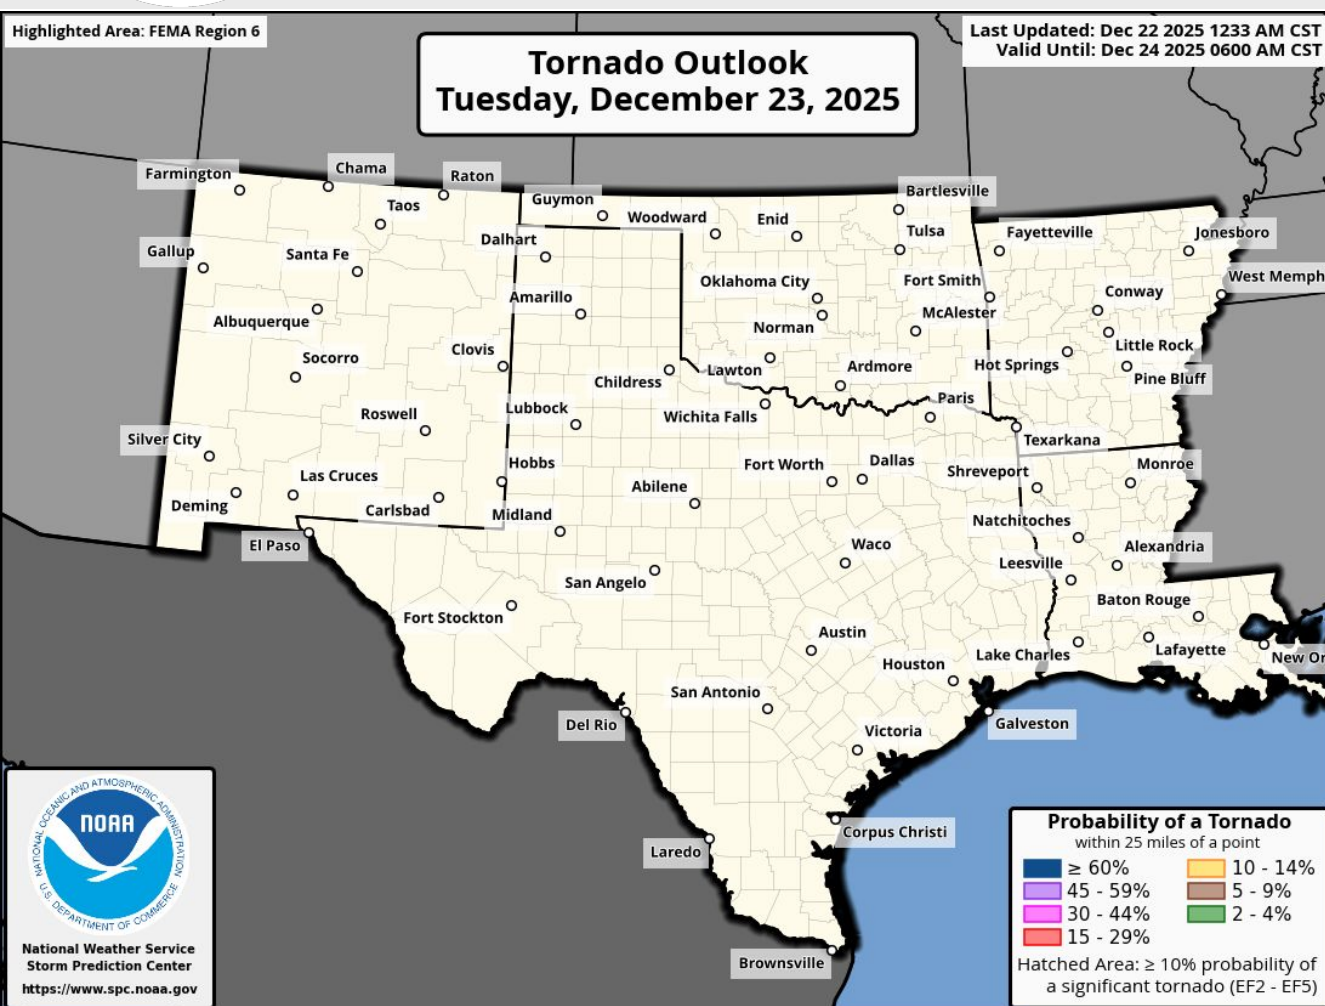 Highlighted Area: FEMA Region 6
Last Updated: Dec 22 2025 1233 AM CST
Valid Until: Dec 24 2025 0600 AM CST
Tornado Outlook
Tuesday, December 23, 2025
Farmington
Chama
Raton
Taos
Guymon
Woodward
Enid
Bartlesville
Tulsa
Fayetteville
Jonesboro
Gallup
Santa Fe
Dalhart
Amarillo
Oklahoma City
Fort Smith
Conway
West Memph
Albuquerque
Norman
McAlester
Little Rock
Socorro
Clovis
Childress
Lawton
Ardmore
Hot Springs
Pine Bluff
Roswell
Lubbock
Wichita Falls
Paris
Texarkana
Silver City
Las Cruces
Hobbs
Fort Worth
Dallas
Shreveport
Monroe
Deming
Carlsbad
Midland
Abilene
Natchitoches
El Paso
San Angelo
Waco
Leesville
Alexandria
Fort Stockton
Austin
Baton Rouge
Houston
Lake Charles
Lafayette
New Or
San Antonio
Del Rio
Victoria
Galveston
Laredo
Corpus Christi
Brownsville
NATIONAL OCEANIC AND ATMOSPHERIC ADMINISTRATION
NOAA
U.S. DEPARTMENT OF COMMERCE
National Weather Service
Storm Prediction Center
https://www.spc.noaa.gov
Probability of a Tornado
within 25 miles of a point
≥ 60%
45 - 59%
30 - 44%
15 - 29%
10 - 14%
5 - 9%
2 - 4%
Hatched Area: ≥ 10% probability of
a significant tornado (EF2 - EF5)